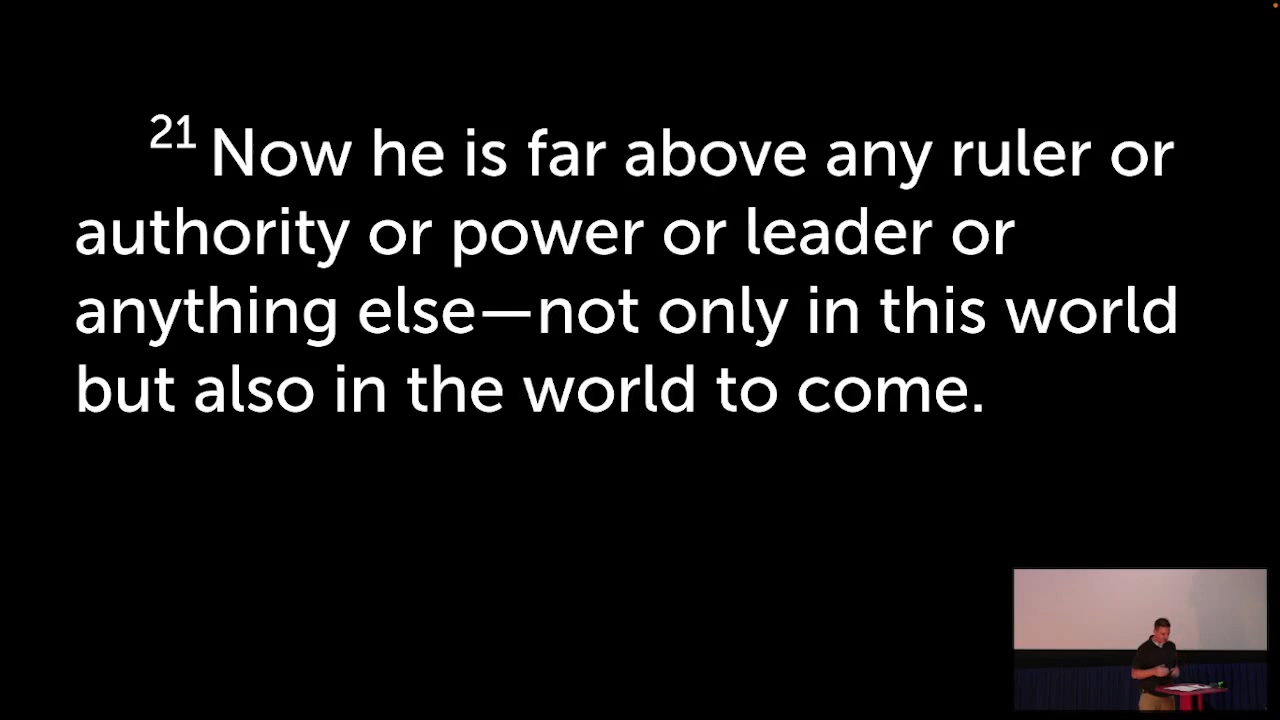 21 Now he is far above any ruler or
authority or power or leader or
anything else—not only in this world
but also in the world to come.